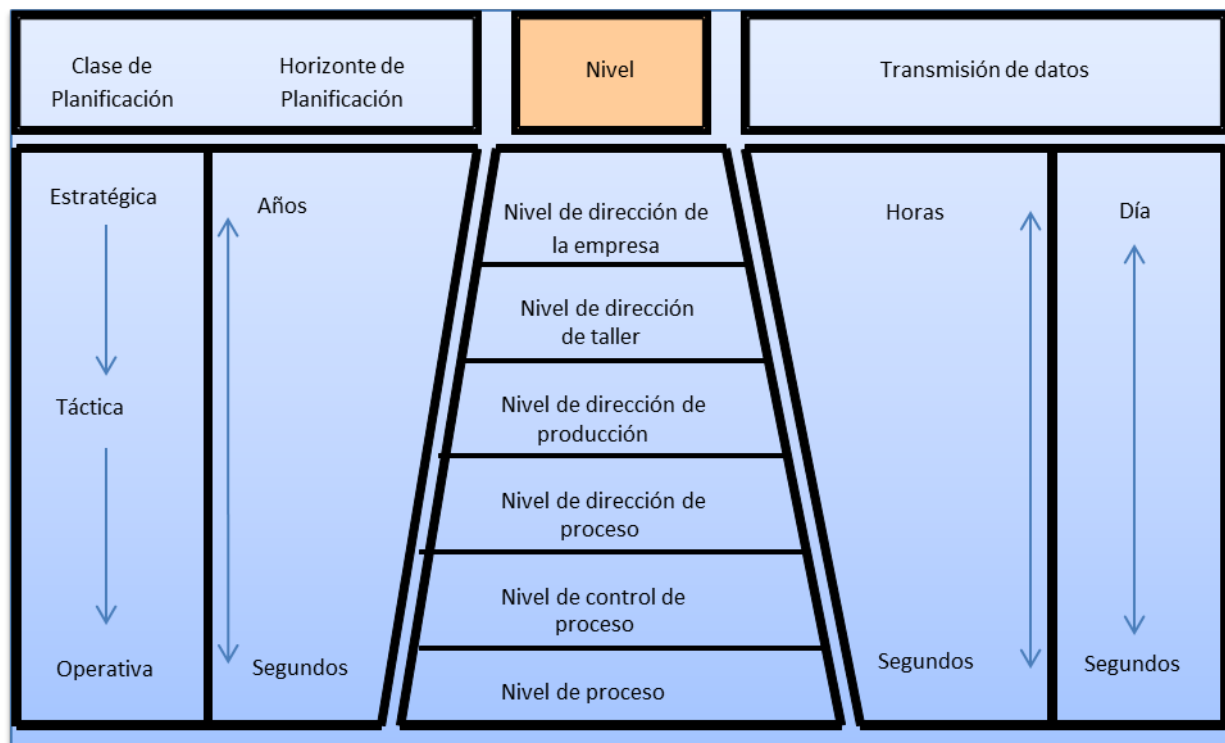 Clase de
Planificación
Horizonte de
Planificación
Nivel
Transmisión de datos
Estratégica
Táctica
Operativa
Años
Segundos
Nivel de dirección de
la empresa
Nivel de dirección
de taller
Nivel de dirección de
producción
Nivel de dirección de
proceso
Nivel de control de
proceso
Nivel de proceso
Horas
Segundos
Día
Segundos